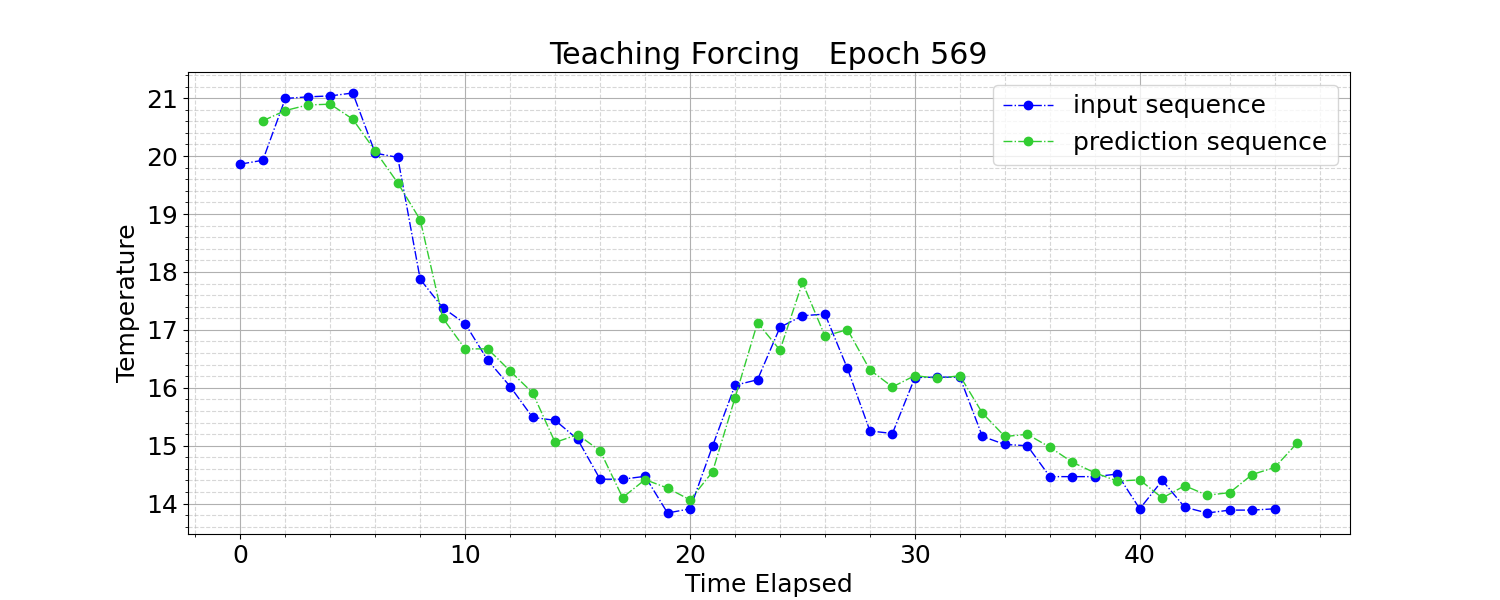 Teaching Forcing   Epoch 569
input sequence
prediction sequence
Temperature
21
20
19
18
17
16
15
14
0 10 20 30 40
Time Elapsed